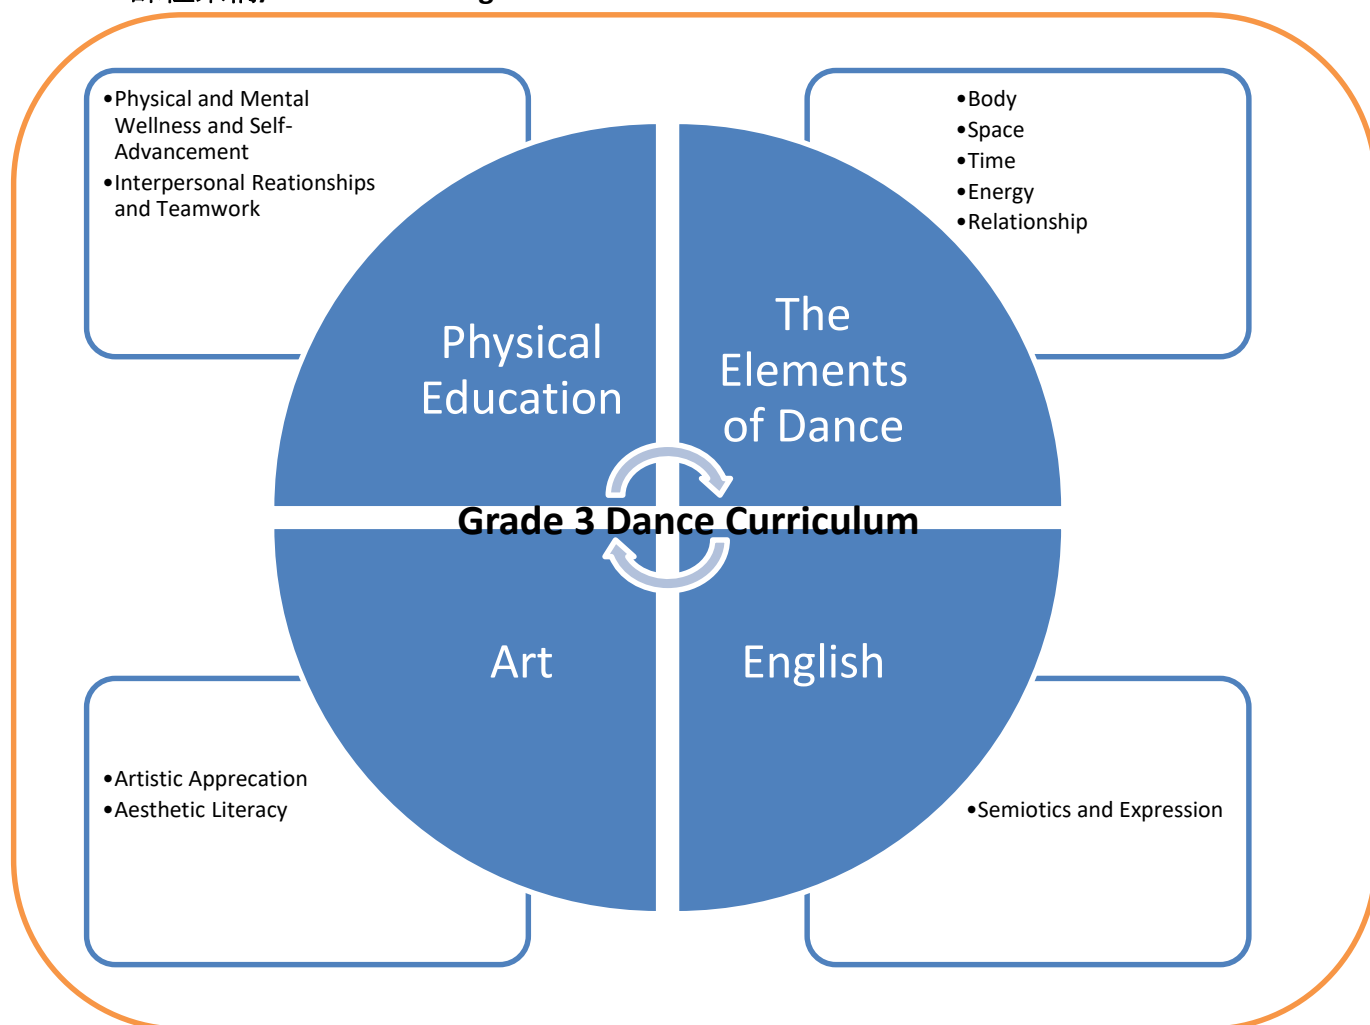 •Physical and Mental
Wellness and Self-
Advancement
•Interpersonal Reationships
and Teamwork
•Body
•Space
•Time
•Energy
•Relationship
Physical
Education
The
Elements
of Dance
Grade 3 Dance Curriculum
Art
English
•Artistic Apprecation
•Aesthetic Literacy
•Semiotics and Expression